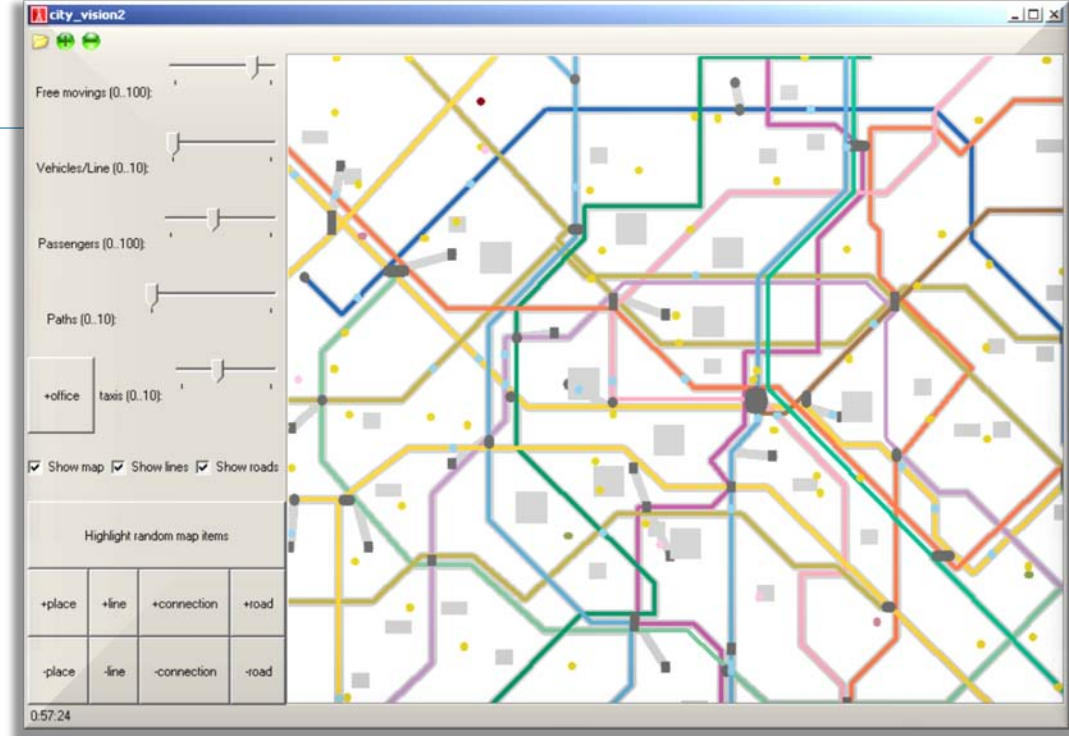 city_vision2
Free movings (0..100):
Vehicles/Line (0..10):
Passengers (0..100):
Paths (0..10):
+office
taxis (0..10):
Show map Show lines Show roads
Highlight random map items
+place +line +connection +road
-place -line -connection -road
0:57:24